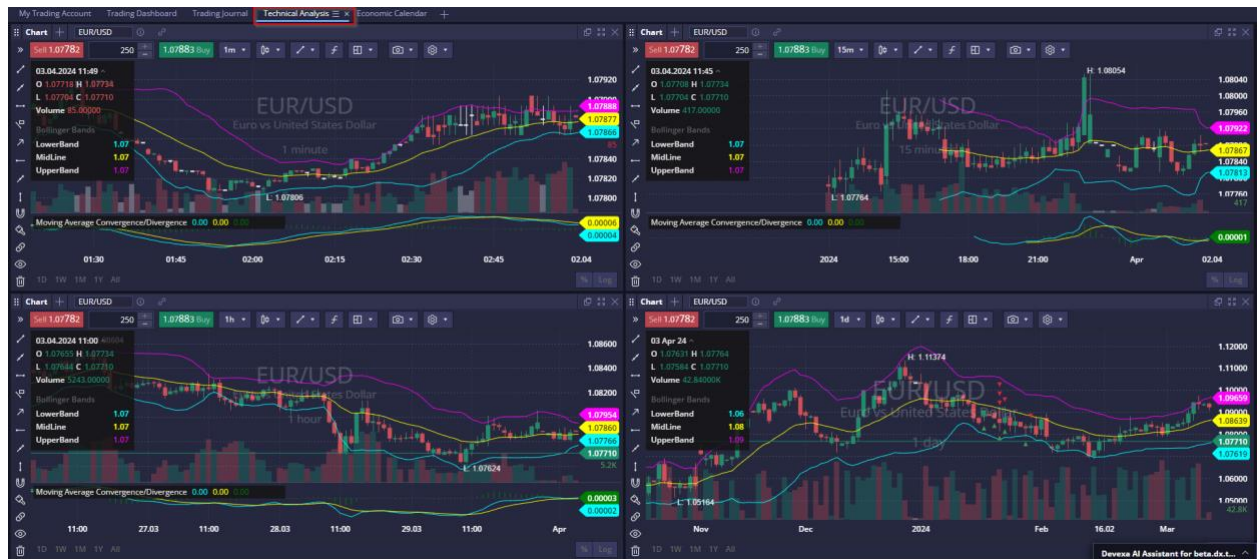 My Trading Account Trading Dashboard Trading Journal Technical Analysis Economic Calendar
Chart EUR/USD
Sell 1.07782 250 1.07883 Buy 1m
03.04.2024 11:49
O 1.07718 H 1.07734
L 1.07704 C 1.07710
Volume 85.00000
Bollinger Bands
LowerBand 1.07
MidLine 1.07
UpperBand 1.07
EUR/USD
Euro vs United States Dollar
1 minute
L: 1.07806
1.07920
1.07888
1.07877
1.07866
85
1.07840
1.07820
1.07800
Moving Average Convergence/Divergence 0.00 0.00 0.00
0.00006
0.00004
01:30 01:45 02:00 02:15 02:30 02:45 02.04
1D 1W 1M 1Y All % Log
Chart EUR/USD
Sell 1.07782 250 1.07883 Buy 15m
03.04.2024 11:45
O 1.07708 H 1.07734
L 1.07704 C 1.07710
Volume 417.00000
Bollinger Bands
LowerBand 1.07
MidLine 1.07
UpperBand 1.07
EUR/USD
15 minu
H: 1.08054
L: 1.07764
1.08040
1.08000
1.07960
1.07922
1.07867
1.07840
1.07813
1.07760
417
Moving Average Convergence/Divergence 0.00 0.00 0.00
0.00001
2024 15:00 18:00 21:00 Apr 02.04
1D 1W 1M 1Y All % Log
Chart EUR/USD
Sell 1.07782 250 1.07883 Buy 1h
03.04.2024 11:00
O 1.07655 H 1.07734
L 1.07644 C 1.07710
Volume 5243.00000
Bollinger Bands
LowerBand 1.07
MidLine 1.07
UpperBand 1.07
EUR/USD
United States Dollar
1 hour
L: 1.07624
1.08600
1.08400
1.08200
1.07954
1.07860
1.07766
1.07710
5.2K
Moving Average Convergence/Divergence 0.00 0.00 0.00
0.00003
0.00002
11:00 27.03 11:00 28.03 11:00 29.03 11:00 Apr
1D 1W 1M 1Y All % Log
Chart EUR/USD
Sell 1.07782 250 1.07883 Buy 1d
03 Apr 24
O 1.07631 H 1.07764
L 1.07584 C 1.07710
Volume 42.84000K
Bollinger Bands
LowerBand 1.06
MidLine 1.08
UpperBand 1.09
EUR/USD
Euro vs United States Dollar
1 day
H: 1.11374
L: 1.05164
1.12000
1.11000
1.09659
1.09000
1.08639
1.08000
1.07710
1.07619
1.06000
1.05000
42.8K
Nov Dec 2024 Feb 16.02 Mar
1D 1W 1M 1Y All
Devexa AI Assistant for beta.dx.t...